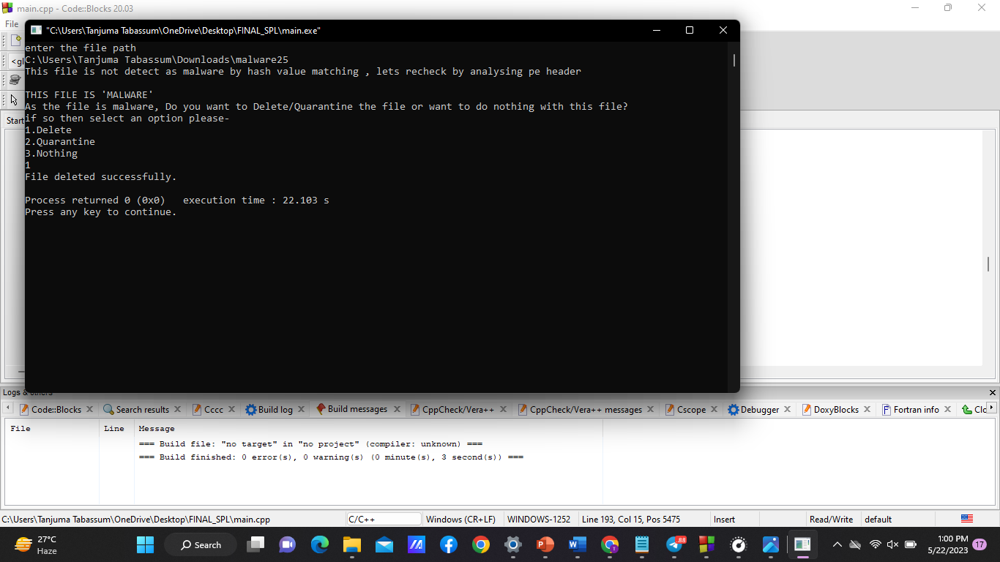 main.cpp - Code::Blocks 20.03
File
"C:\Users\Tanjuma Tabassum\OneDrive\Desktop\FINAL_SPL\main.exe"
enter the file path
C:\Users\Tanjuma Tabassum\Downloads\malware25
This file is not detect as malware by hash value matching , lets recheck by analysing pe header
THIS FILE IS 'MALWARE'
As the file is malware, Do you want to Delete/Quarantine the file or want to do nothing with this file?
if so then select an option please-
1.Delete
2.Quarantine
3.Nothing
1
File deleted successfully.
Process returned 0 (0x0)   execution time : 22.103 s
Press any key to continue.
<gl
Start
Logs & others
Code::Blocks Search results Cccc Build log Build messages CppCheck/Vera++ CppCheck/Vera++ messages Cscope Debugger DoxyBlocks Fortran info Clo
File Line Message
=== Build file: "no target" in "no project" (compiler: unknown) ===
=== Build finished: 0 error(s), 0 warning(s) (0 minute(s), 3 second(s)) ===
C:\Users\Tanjuma Tabassum\OneDrive\Desktop\FINAL_SPL\main.cpp C/C++ Windows (CR+LF) WINDOWS-1252 Line 193, Col 15, Pos 5475 Insert Read/Write default
27°C
Haze
Search
88
1:00 PM
5/22/2023
17